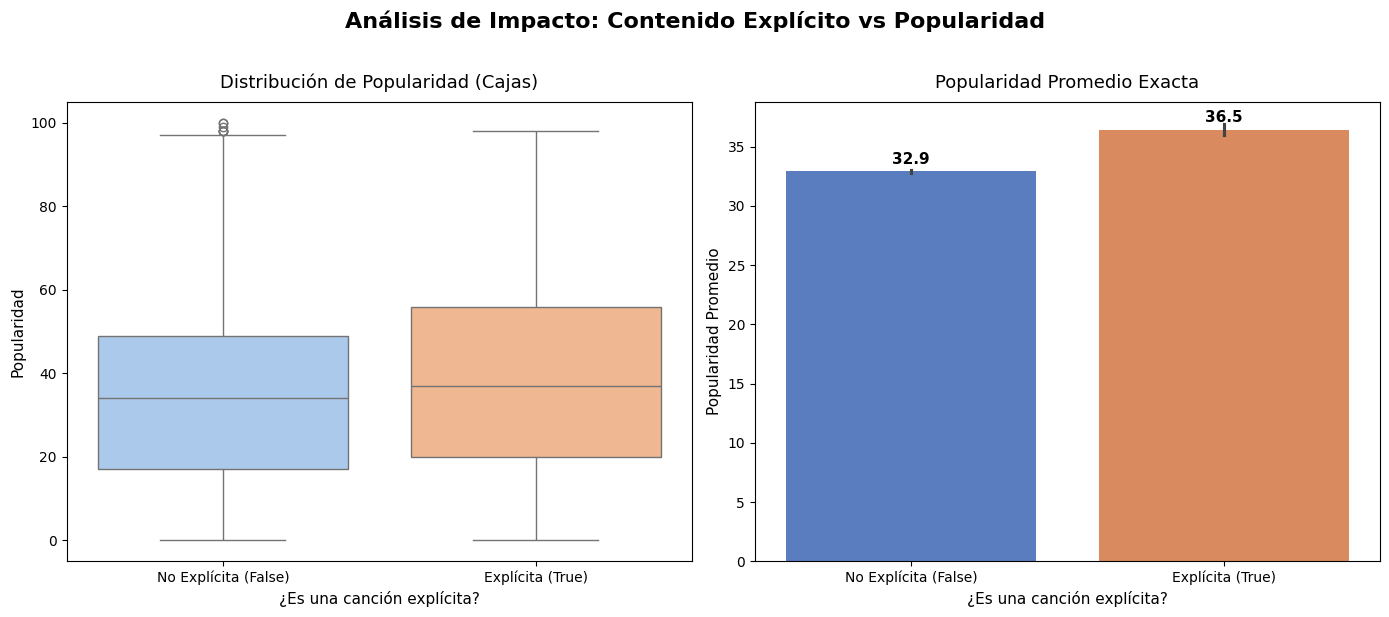 Análisis de Impacto: Contenido Explícito vs Popularidad
Distribución de Popularidad (Cajas)
Popularidad
100
80
60
40
20
0
No Explícita (False)
Explícita (True)
¿Es una canción explícita?
Popularidad Promedio Exacta
Popularidad Promedio
35
30
25
20
15
10
5
0
32.9
36.5
No Explícita (False)
Explícita (True)
¿Es una canción explícita?